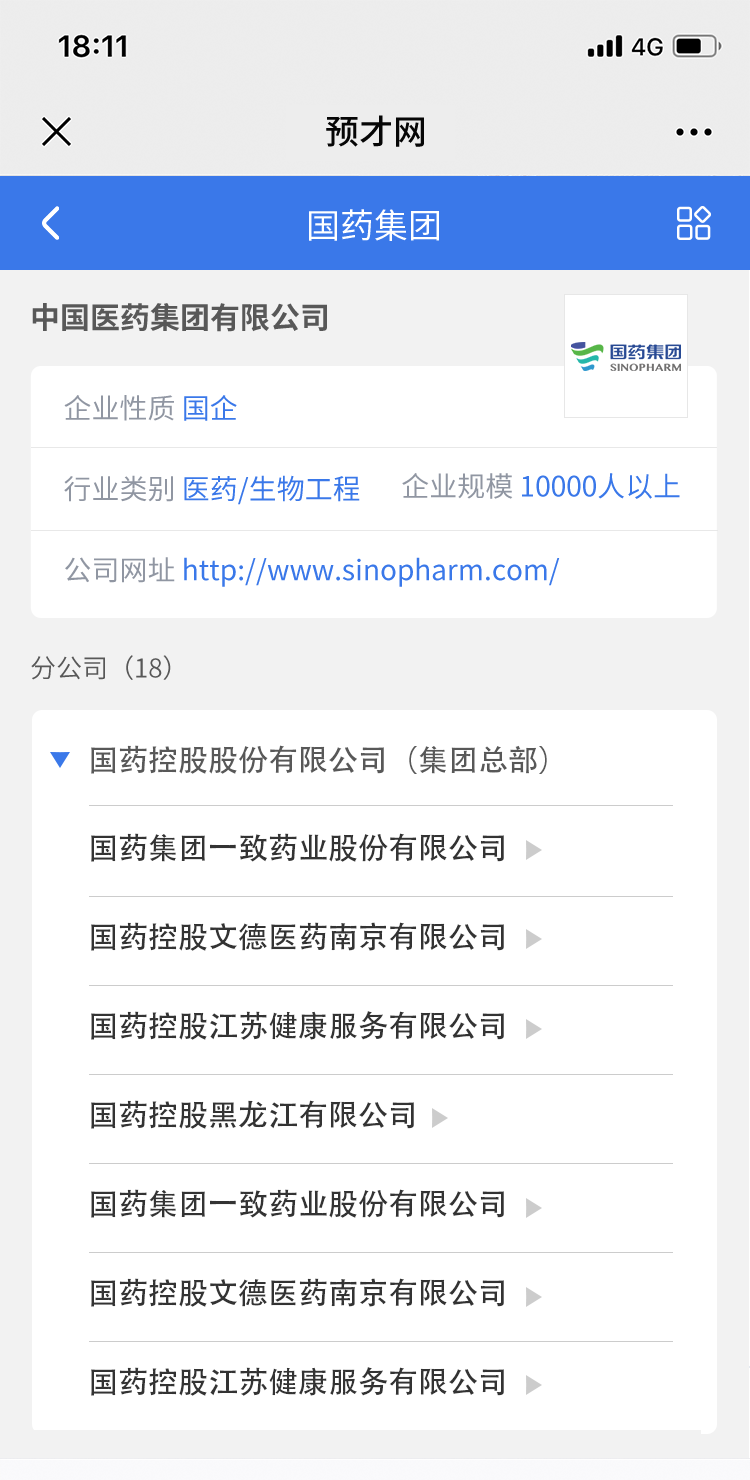 18:11
4G
预才网
国药集团
中国医药集团有限公司
国药集团
SINOPHARM
企业性质 国企
行业类别 医药/生物工程 企业规模 10000人以上
公司网址 http://www.sinopharm.com/
分公司（18）
国药控股股份有限公司（集团总部）
国药集团一致药业股份有限公司
国药控股文德医药南京有限公司
国药控股江苏健康服务有限公司
国药控股黑龙江有限公司
国药集团一致药业股份有限公司
国药控股文德医药南京有限公司
国药控股江苏健康服务有限公司